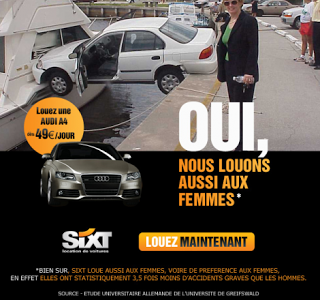 Louez une
AUDI A4
dès 49€/JOUR
OUI,
NOUS LOUONS
AUSSI AUX
FEMMES*
SiXT
location de voitures
LOUEZ MAINTENANT
*BIEN SUR, SIXT LOUE AUSSI AUX FEMMES, VOIRE DE PREFERENCE AUX FEMMES,
EN EFFET ELLES ONT STATISTIQUEMENT 3,5 FOIS MOINS D'ACCIDENTS GRAVES QUE LES HOMMES.
SOURCE - ETUDE UNIVERSITAIRE ALLEMANDE DE L'UNIVERSITE DE GREIFSWALD